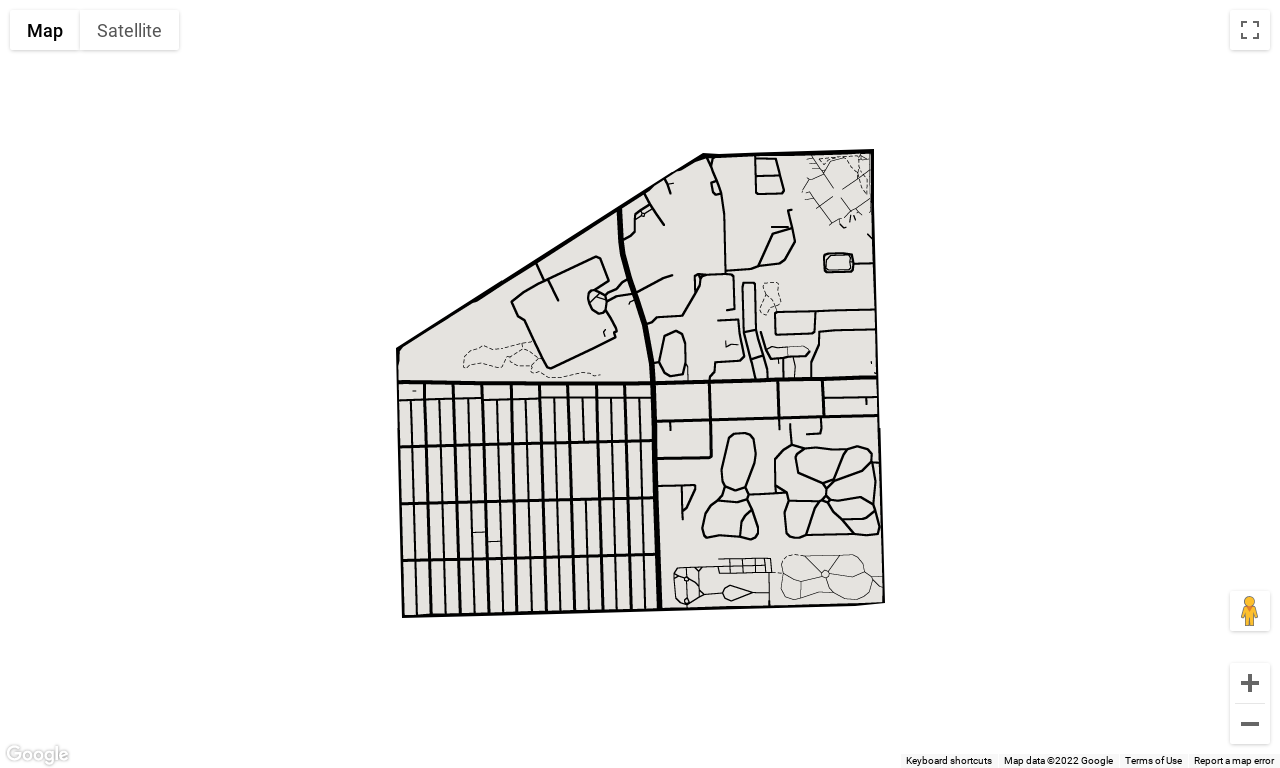 Map Satellite
Google
Keyboard shortcuts Map data ©2022 Google Terms of Use Report a map error